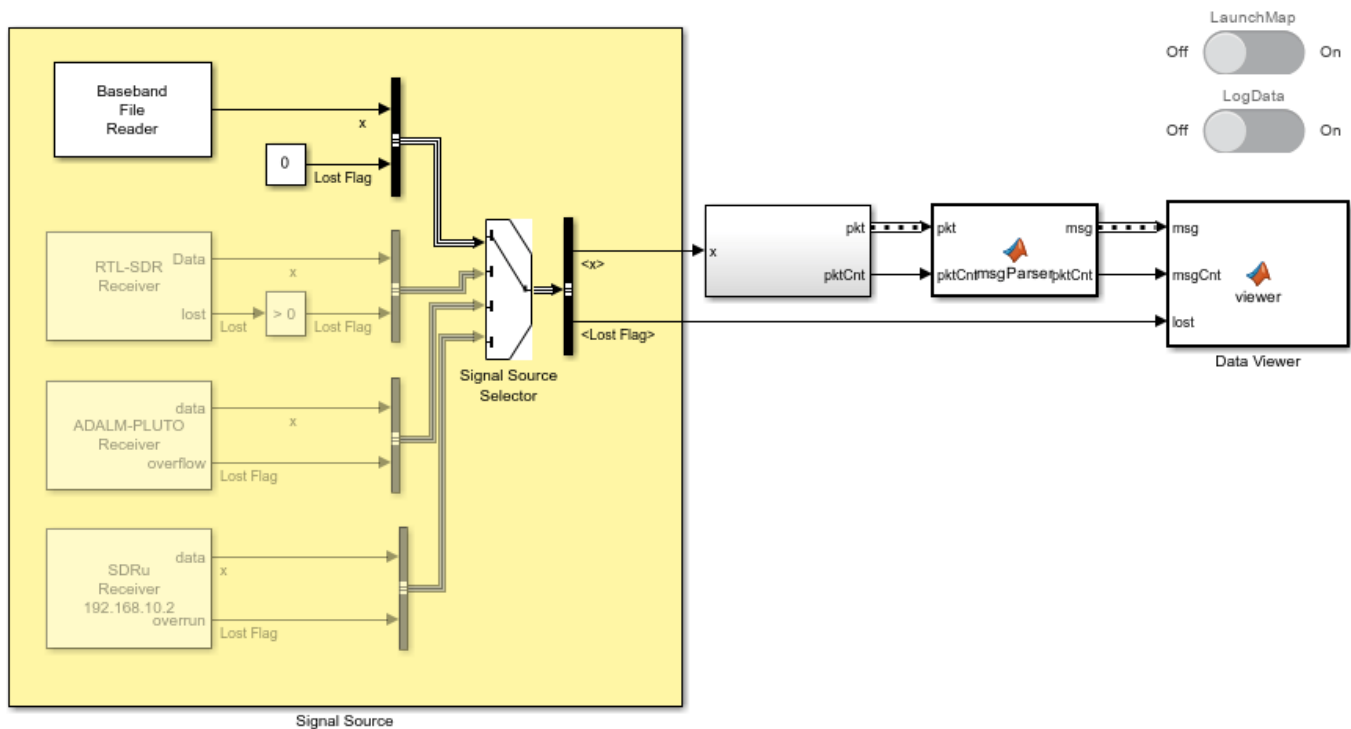 LaunchMap
Off
On
LogData
Off
On
Baseband
File
Reader
x
0
Lost Flag
RTL-SDR
Receiver
Data
lost
x
Lost
> 0
Lost Flag
ADALM-PLUTO
Receiver
data
overflow
x
Lost Flag
SDRu
Receiver
192.168.10.2
data
overrun
x
Lost Flag
Signal Source
Selector
<x>
<Lost Flag>
x
pkt
pktCnt
pkt
pktCnt
msgParser
msg
pktCnt
msg
msgCnt
lost
viewer
Data Viewer
Signal Source